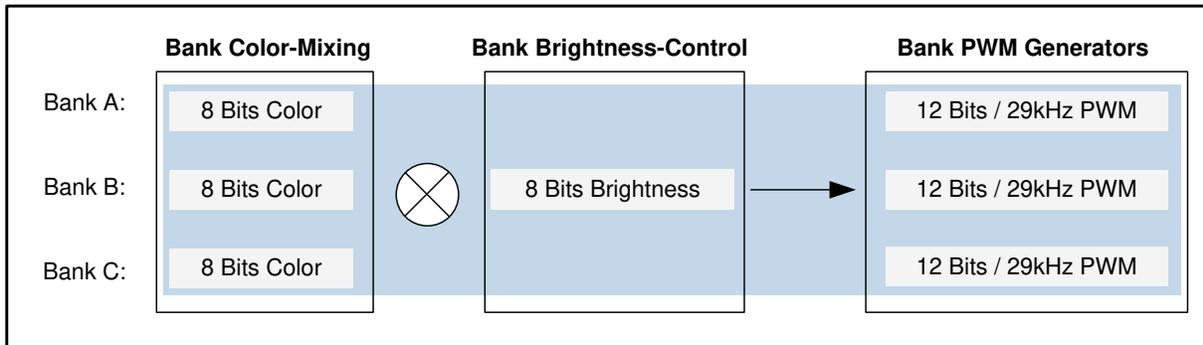 Bank Color-Mixing
Bank Brightness-Control
Bank PWM Generators
Bank A:
8 Bits Color
12 Bits / 29kHz PWM
Bank B:
8 Bits Color
8 Bits Brightness
12 Bits / 29kHz PWM
Bank C:
8 Bits Color
12 Bits / 29kHz PWM